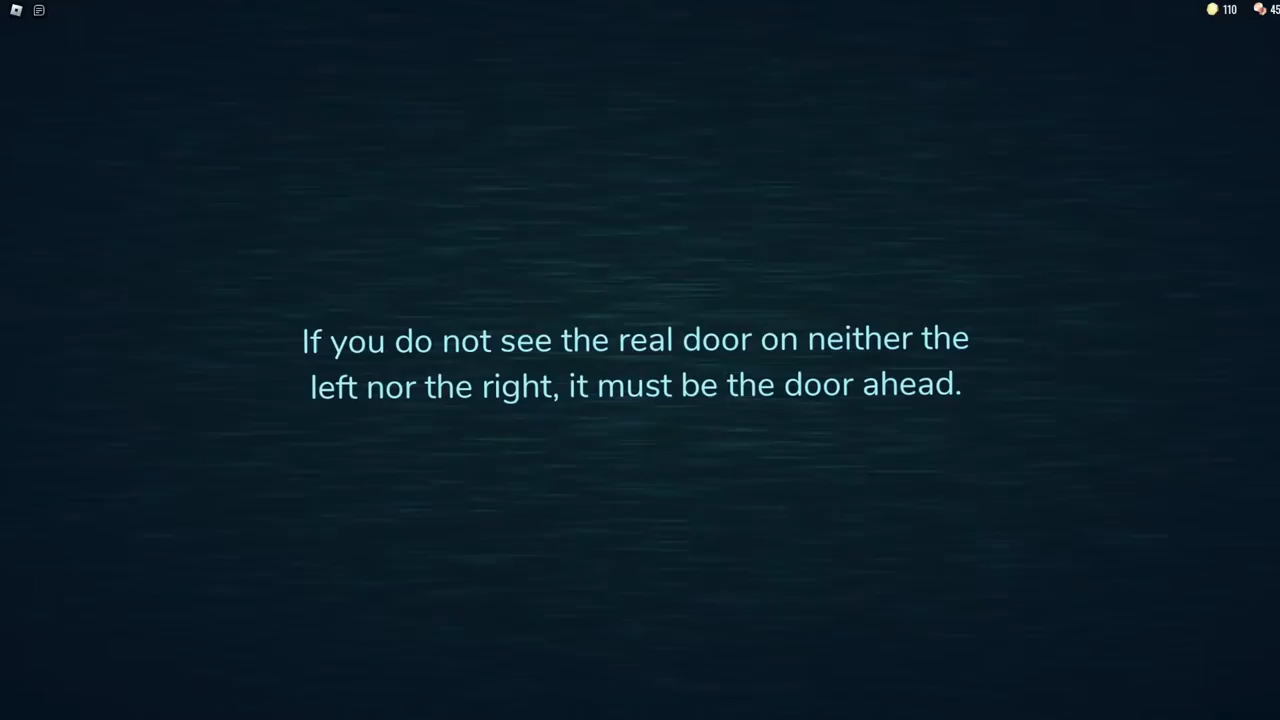 110
45
If you do not see the real door on neither the
left nor the right, it must be the door ahead.